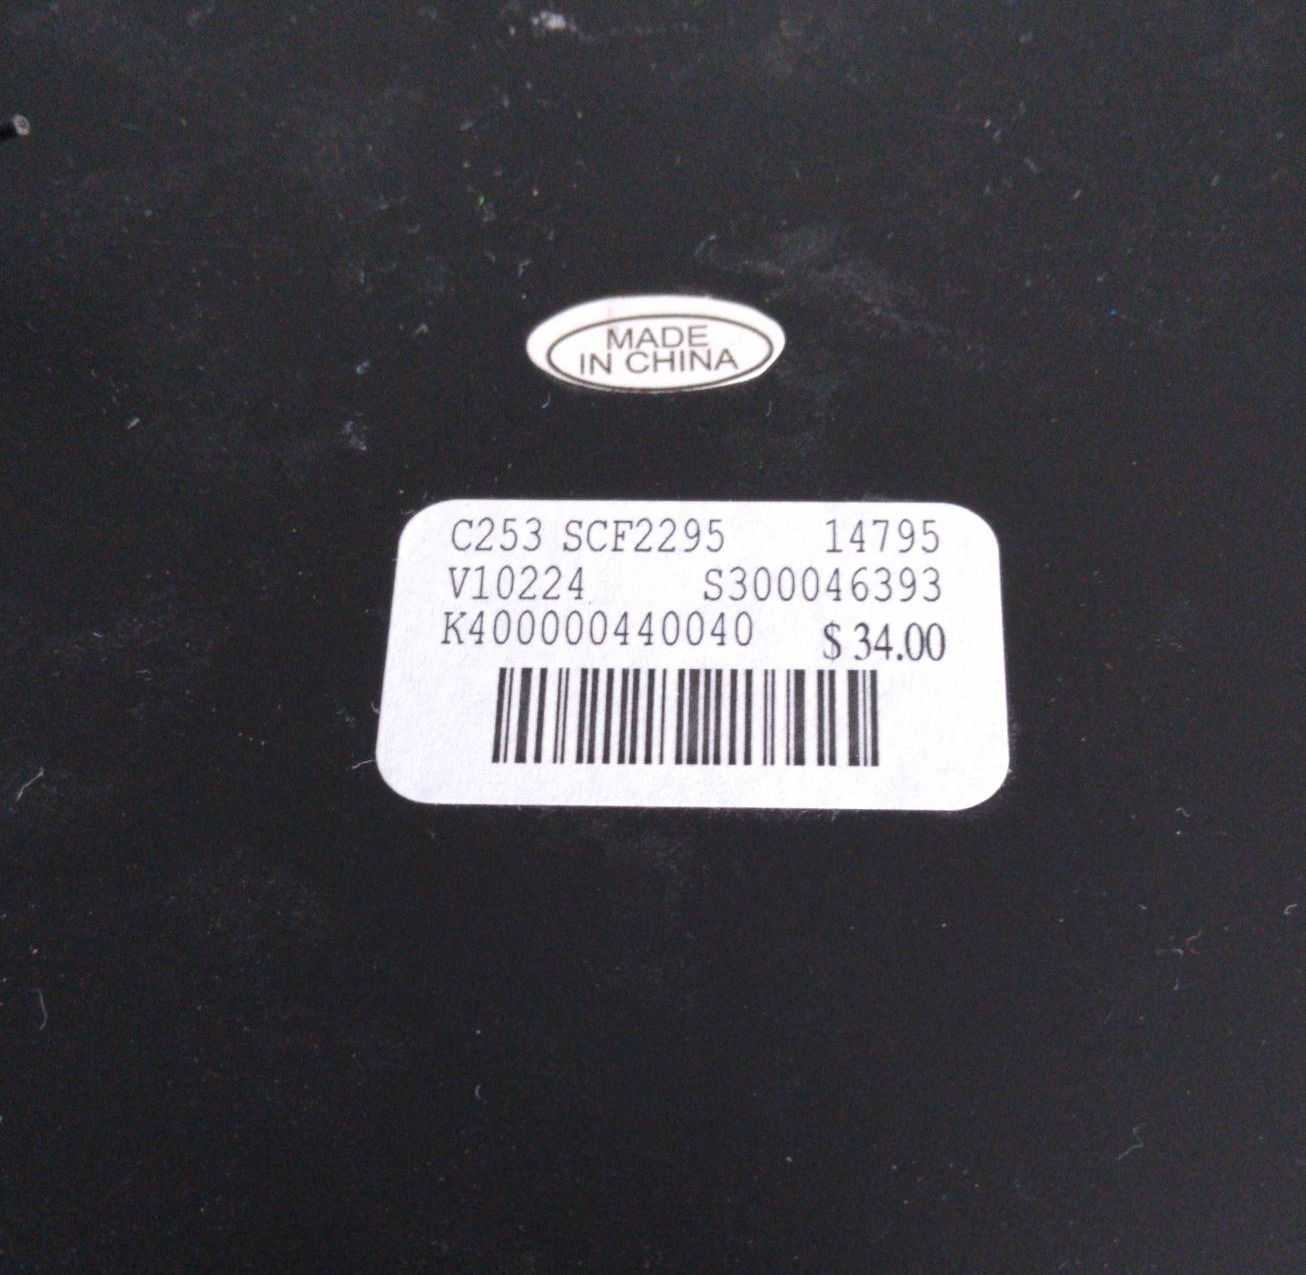 MADE
IN CHINA
C253 SCF2295 14795
V10224 S300046393
K400000440040 $ 34.00